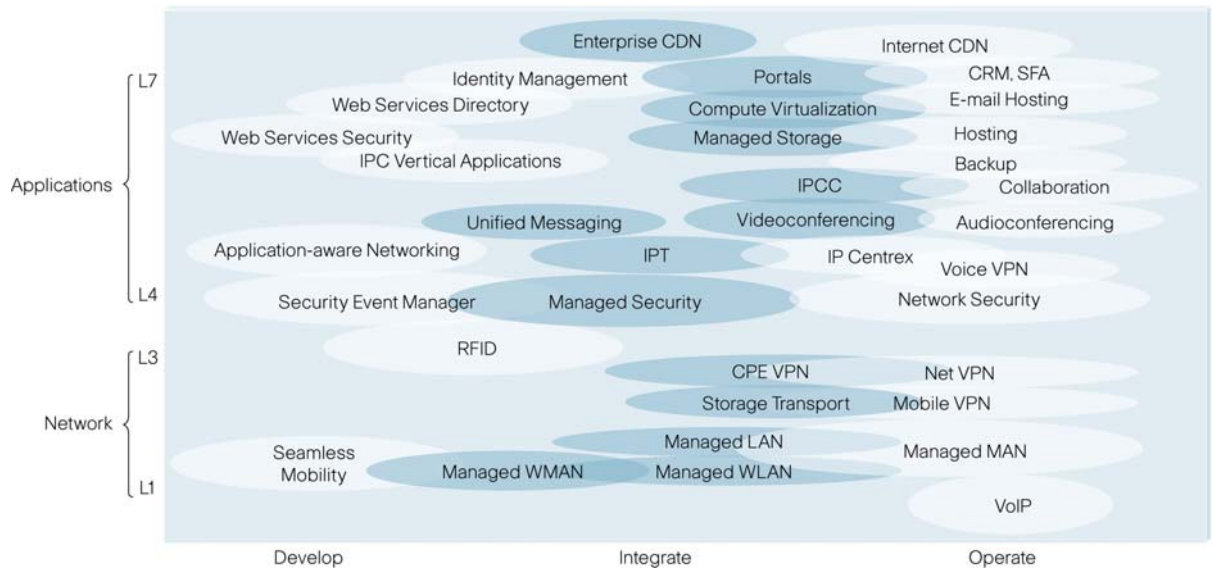 Enterprise CDN
Internet CDN
L7
Identity Management
Portals
CRM, SFA
Web Services Directory
Compute Virtualization
E-mail Hosting
Web Services Security
Managed Storage
Hosting
IPC Vertical Applications
Backup
Applications
IPCC
Collaboration
Unified Messaging
Videoconferencing
Audioconferencing
Application-aware Networking
IPT
IP Centrex
Voice VPN
L4
Security Event Manager
Managed Security
Network Security
RFID
L3
CPE VPN
Net VPN
Storage Transport
Mobile VPN
Network
Managed LAN
Managed MAN
Seamless
Mobility
Managed WMAN
Managed WLAN
L1
VoIP
Develop
Integrate
Operate